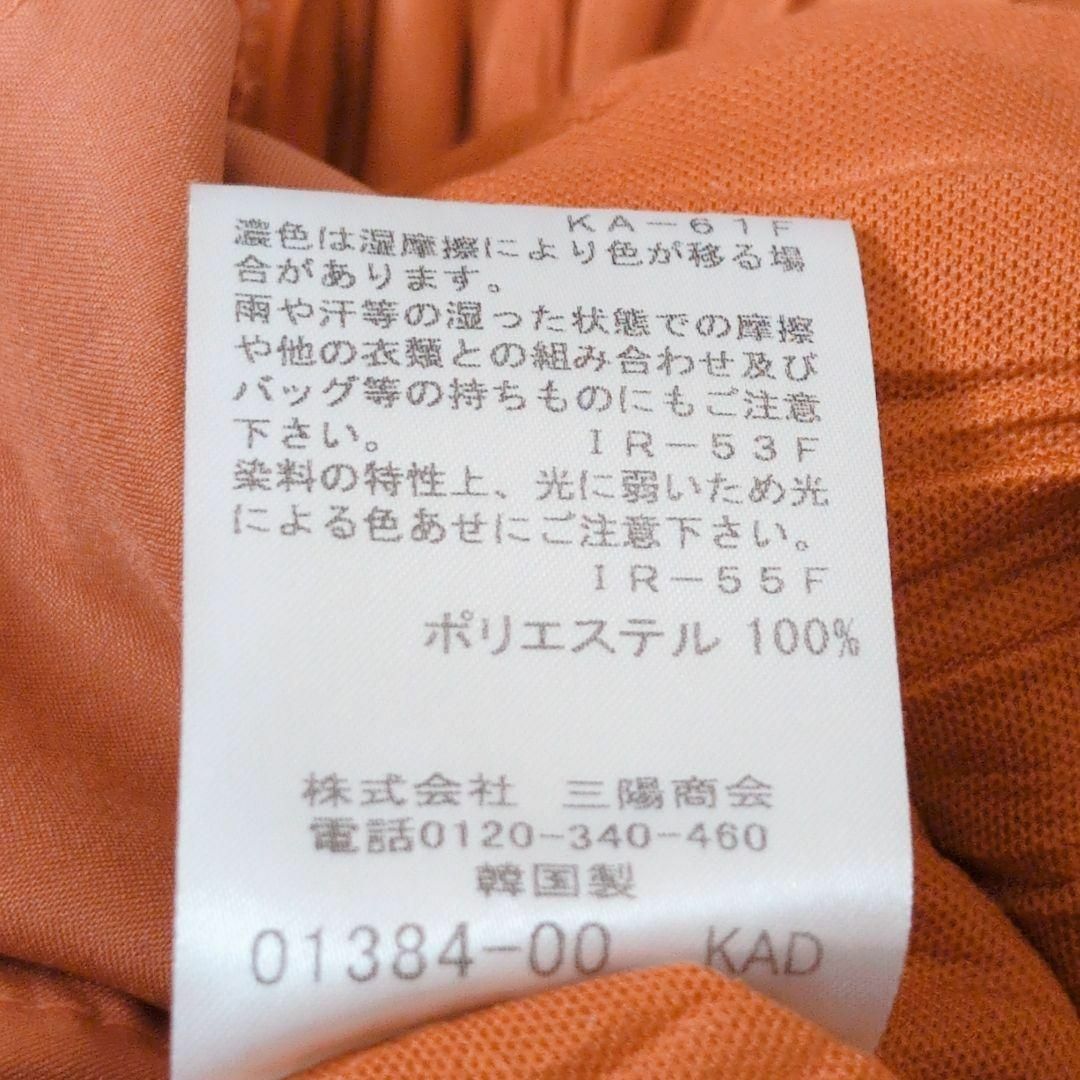 KA-61F
濃色は湿摩擦により色が移る場
合があります。
雨や汗等の湿った状態での摩擦
や他の衣類との組み合わせ及び
バッグ等の持ちものにもご注意
下さい。 IR-53F
染料の特性上、光に弱いため光
による色あせにご注意下さい。
IR-55F
ポリエステル 100%
株式会社 三陽商会
電話0120-340-460
韓国製
01384-00 KAD